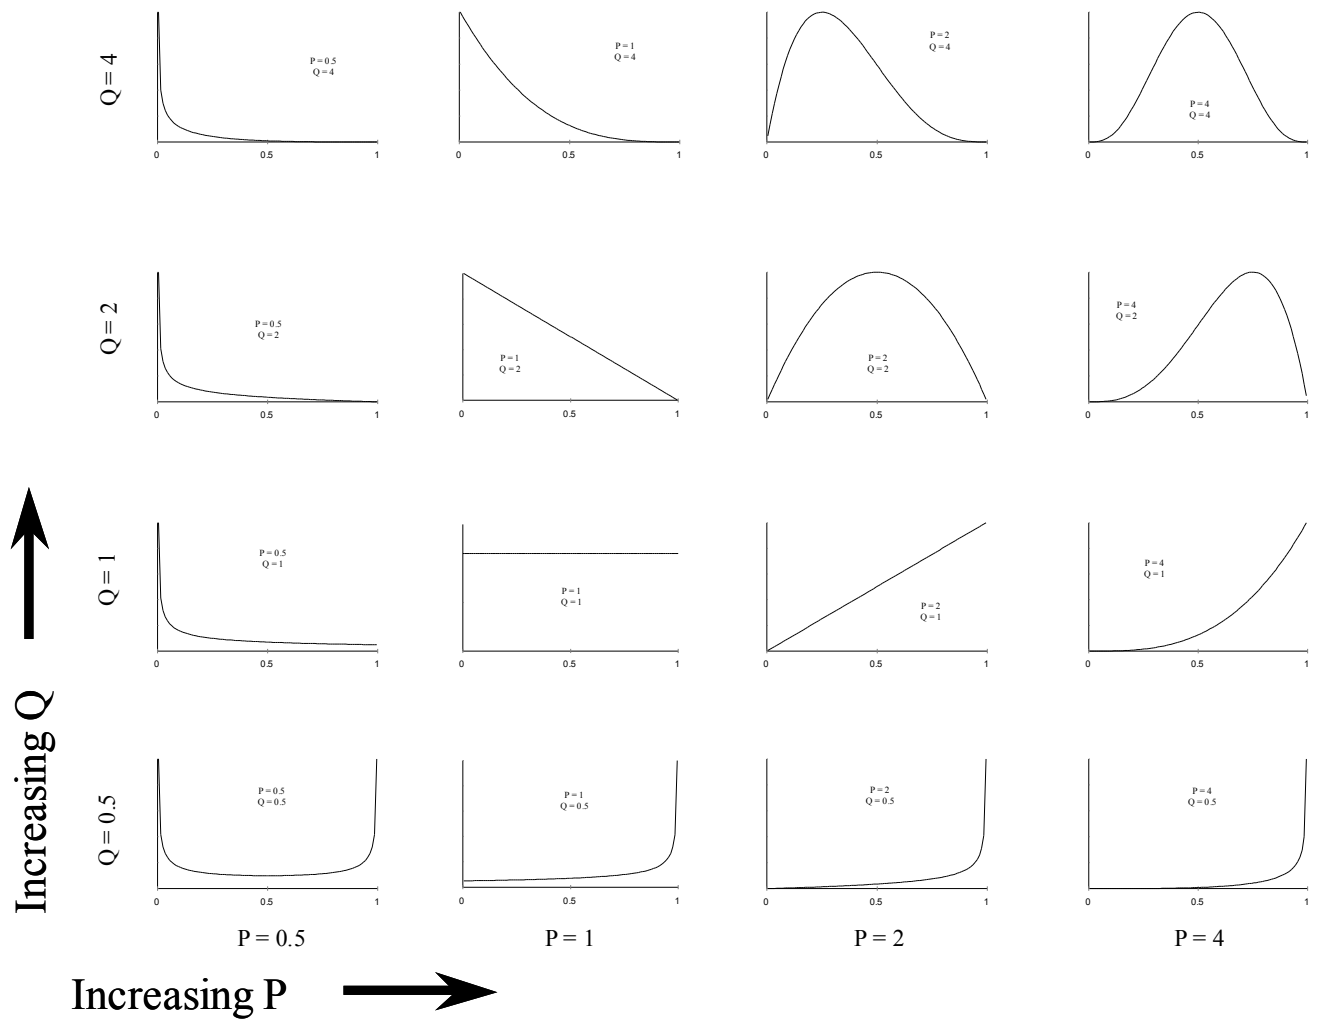 Q = 4
P = 0.5
Q = 4
0 0.5 1
P = 1
Q = 4
0 0.5 1
P = 2
Q = 4
0 0.5 1
P = 4
Q = 4
0 0.5 1
Q = 2
P = 0.5
Q = 2
0 0.5 1
P = 1
Q = 2
0 0.5 1
P = 2
Q = 2
0 0.5 1
P = 4
Q = 2
0 0.5 1
Q = 1
P = 0.5
Q = 1
0 0.5 1
P = 1
Q = 1
0 0.5 1
P = 2
Q = 1
0 0.5 1
P = 4
Q = 1
0 0.5 1
Q = 0.5
P = 0.5
Q = 0.5
0 0.5 1
P = 1
Q = 0.5
0 0.5 1
P = 2
Q = 0.5
0 0.5 1
P = 4
Q = 0.5
0 0.5 1
Increasing Q
P = 0.5
P = 1
P = 2
P = 4
Increasing P